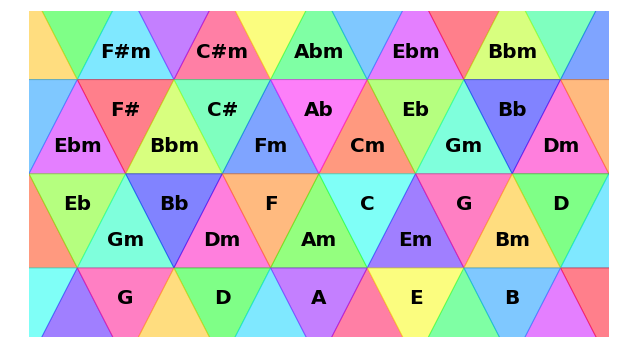 F#m C#m Abm Ebm Bbm
F# C# Ab Eb Bb
Ebm Bbm Fm Cm Gm Dm
Eb Bb F C G D
Gm Dm Am Em Bm
G D A E B